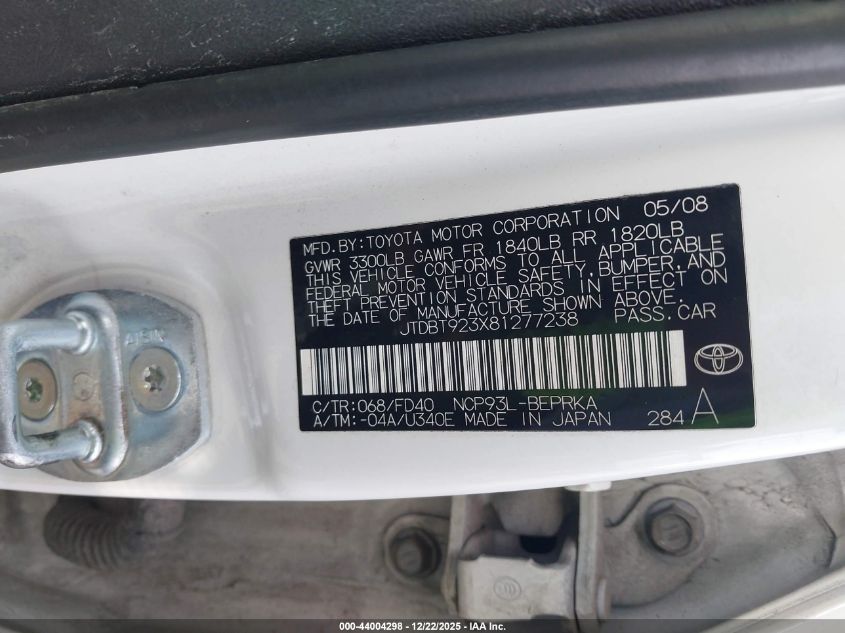 MFD.BY:TOYOTA MOTOR CORPORATION 05/08
GVWR 3300LB GAWR FR 1840LB RR 1820LB
THIS VEHICLE CONFORMS TO ALL APPLICABLE
FEDERAL MOTOR VEHICLE SAFETY,BUMPER,AND
THEFT PREVENTION STANDARDS IN EFFECT ON
THE DATE OF MANUFACTURE SHOWN ABOVE.
JTDBT923X81277238 PASS.CAR
C/TR:068/FD40 NCP93L-BEPRKA
A/TM:-04A/U340E MADE IN JAPAN 284 A
000-44004298 - 12/22/2025 - IAA Inc.